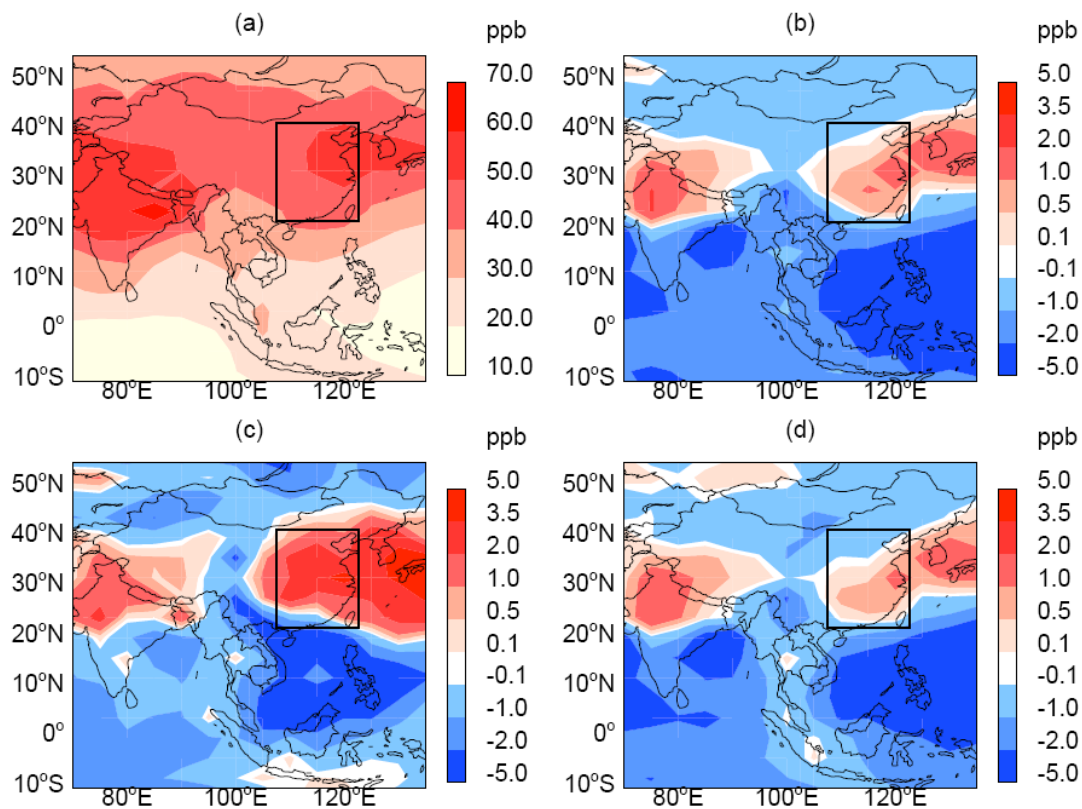 (a)
ppb
50°N
40°N
30°N
20°N
10°N
0°
10°S
80°E
100°E
120°E
70.0
60.0
50.0
40.0
30.0
20.0
10.0
(b)
ppb
50°N
40°N
30°N
20°N
10°N
0°
10°S
80°E
100°E
120°E
5.0
3.5
2.0
1.0
0.5
0.1
-0.1
-1.0
-2.0
-5.0
(c)
ppb
50°N
40°N
30°N
20°N
10°N
0°
10°S
80°E
100°E
120°E
5.0
3.5
2.0
1.0
0.5
0.1
-0.1
-1.0
-2.0
-5.0
(d)
ppb
50°N
40°N
30°N
20°N
10°N
0°
10°S
80°E
100°E
120°E
5.0
3.5
2.0
1.0
0.5
0.1
-0.1
-1.0
-2.0
-5.0